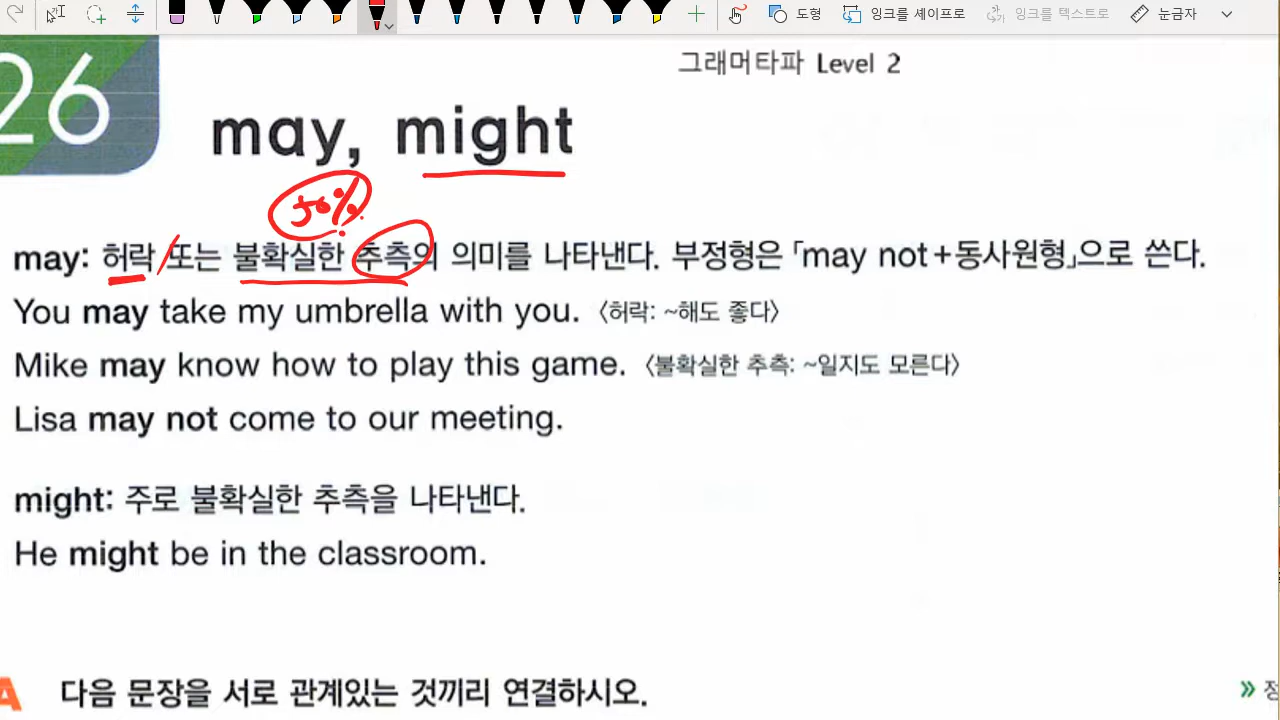 도형
잉크를 셰이프로
잉크를 텍스트로
눈금자
26
그래머타파 Level 2
may, might
50%
may: 허락 또는 불확실한 추측의 의미를 나타낸다. 부정형은 「may not+동사원형」으로 쓴다.
You may take my umbrella with you. 〈허락: ~해도 좋다〉
Mike may know how to play this game. 〈불확실한 추측: ~일지도 모른다〉
Lisa may not come to our meeting.
might: 주로 불확실한 추측을 나타낸다.
He might be in the classroom.
A 다음 문장을 서로 관계있는 것끼리 연결하시오.
»